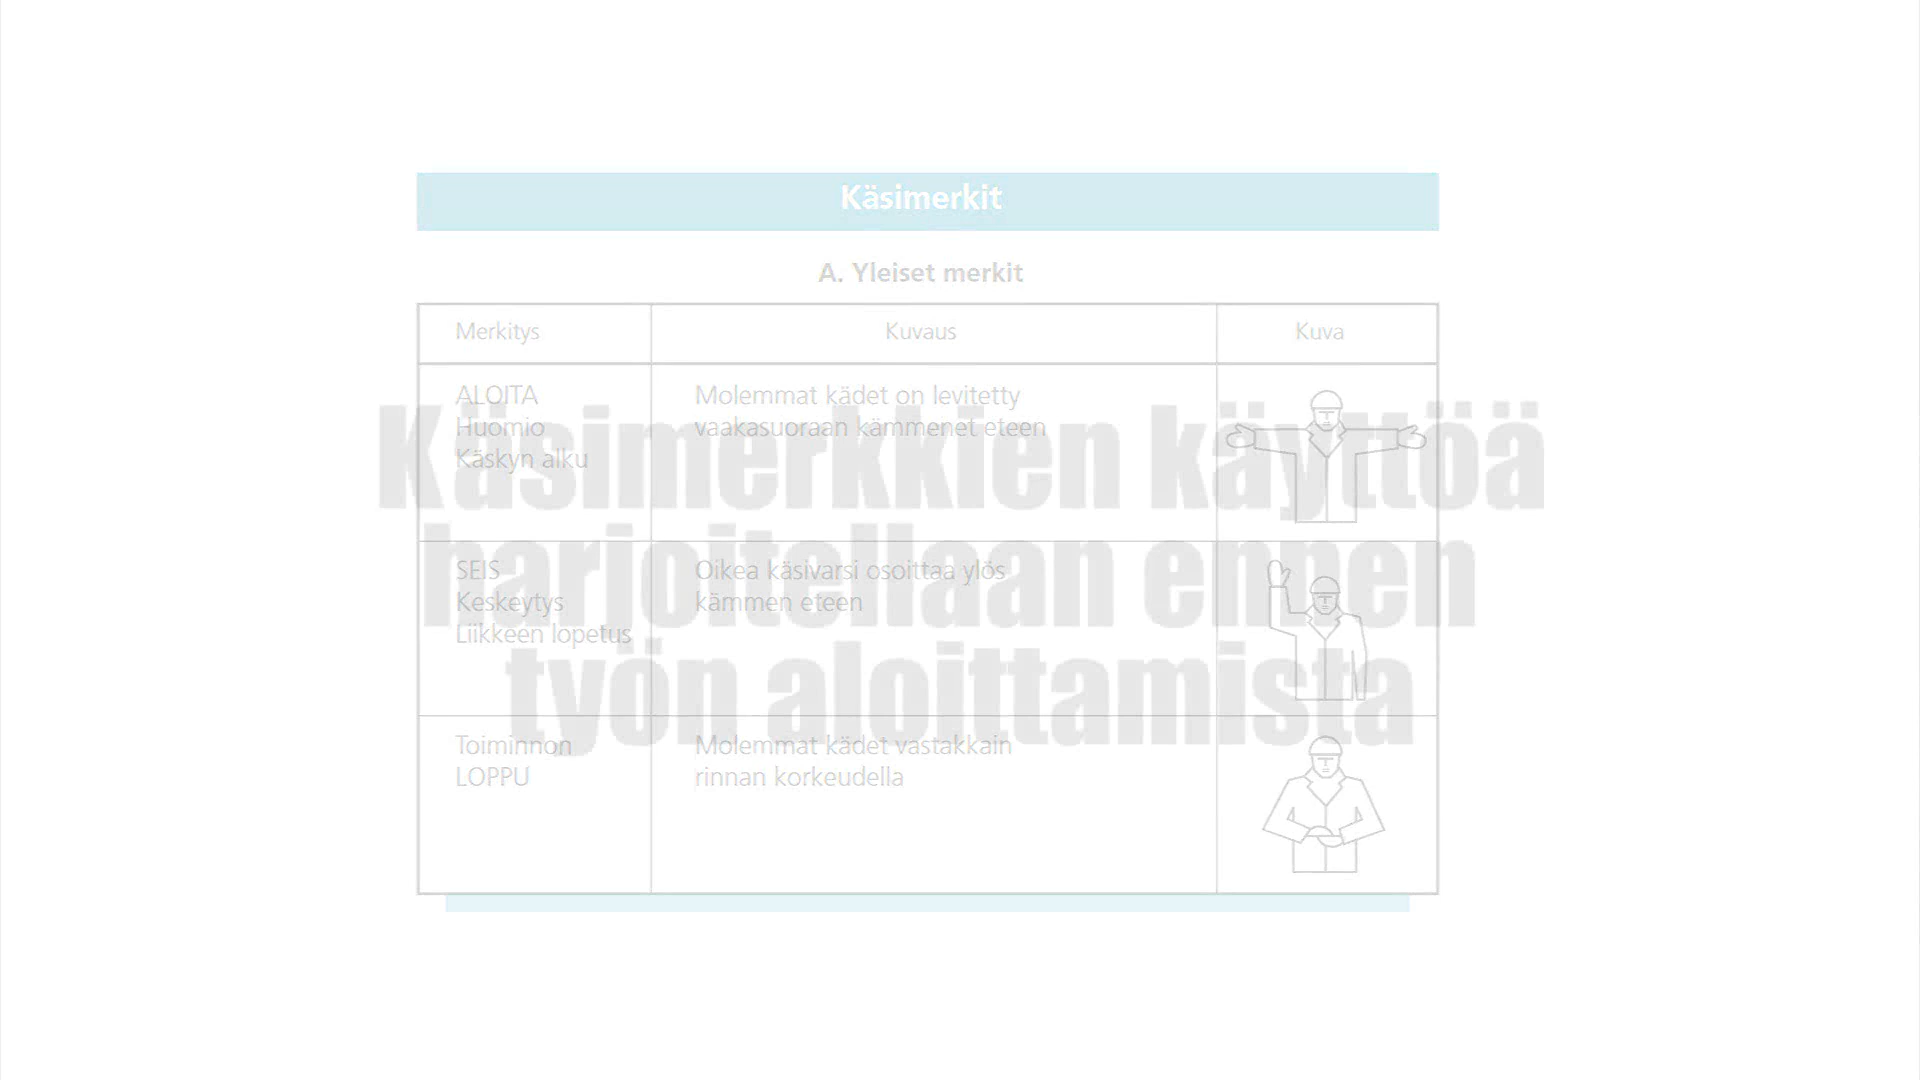 Käsimerkit
A. Yleiset merkit
Merkitys
Kuvaus
Kuva
ALOITA
Huomio
Käskyn alku
Molemmat kädet on levitetty
vaakasuoraan kämmenet eteen
SEIS
Keskeytys
Liikkeen lopetus
Oikea käsivarsi osoittaa ylös
kämmen eteen
Toiminnon
LOPPU
Molemmat kädet vastakkain
rinnan korkeudella
Käsimerkkien käyttöä
harjoitellaan ennen
työn aloittamista